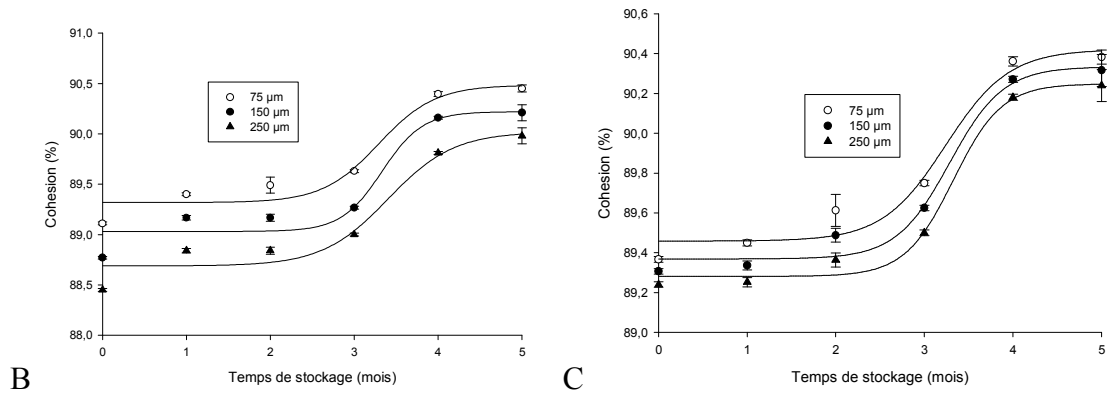 91,0
90,5
90,0
89,5
89,0
88,5
88,0
Cohesion (%)
75 µm
150 µm
250 µm
0 1 2 3 4 5
Temps de stockage (mois)
B
90,6
90,4
90,2
90,0
89,8
89,6
89,4
89,2
89,0
Cohesion (%)
75 µm
150 µm
250 µm
0 1 2 3 4 5
Temps de stockage (mois)
C